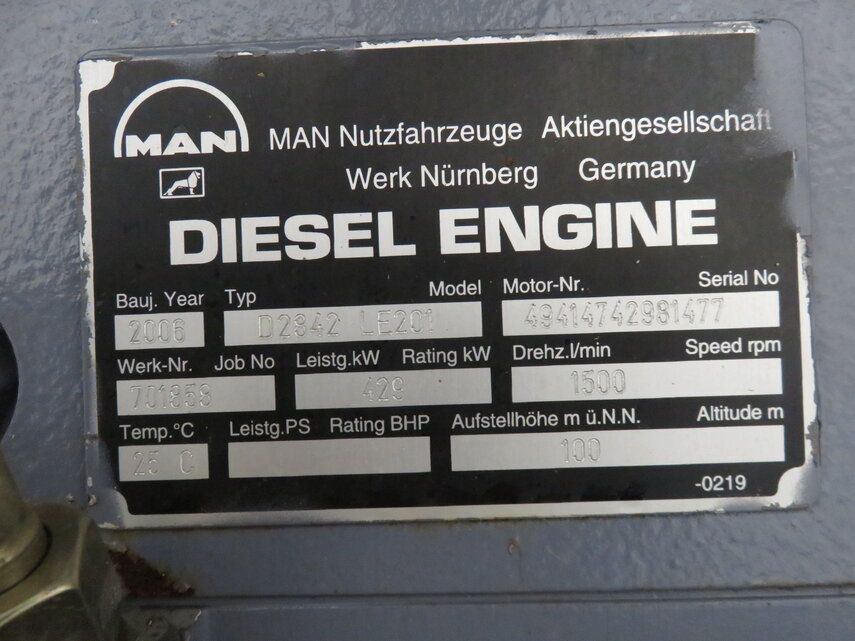 MAN
MAN Nutzfahrzeuge Aktiengesellschaft
Werk Nürnberg Germany
DIESEL ENGINE
Bauj. Year Typ Model Motor-Nr. Serial No
2006 D2842 LE201 49414742981477
Werk-Nr. Job No Leistg.kW Rating kW Drehz.l/min Speed rpm
701858 429 1500
Temp.°C Leistg.PS Rating BHP Aufstellhöhe m ü.N.N. Altitude m
25 C 100
-0219